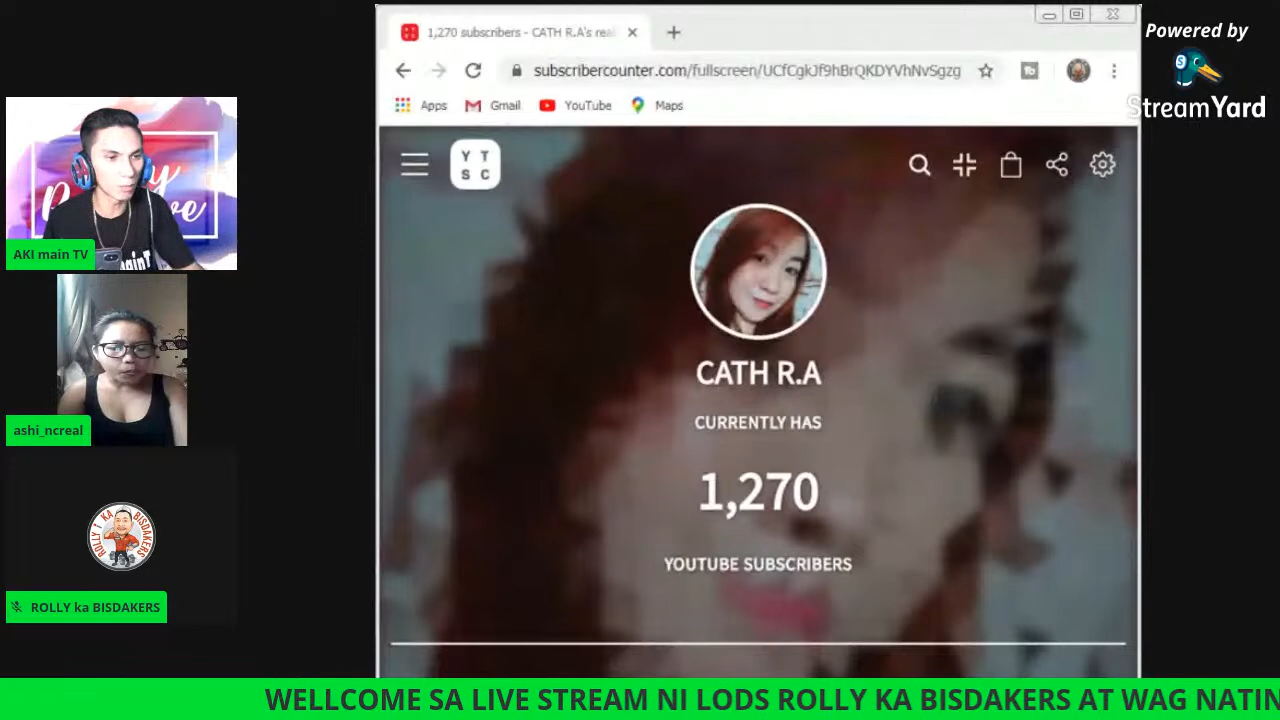 1,270 subscribers - CATH R.A's rea
Powered by
StreamYard
subscribercounter.com/fullscreen/UCfCgkJf9hBrQKDYVhNvSgzg
Apps
Gmail
YouTube
Maps
Y T
S C
AKI main TV
CATH R.A
CURRENTLY HAS
ashi_ncreal
1,270
YOUTUBE SUBSCRIBERS
ROLLY ka BISDAKERS
WELLCOME SA LIVE STREAM NI LODS ROLLY KA BISDAKERS AT WAG NATIN